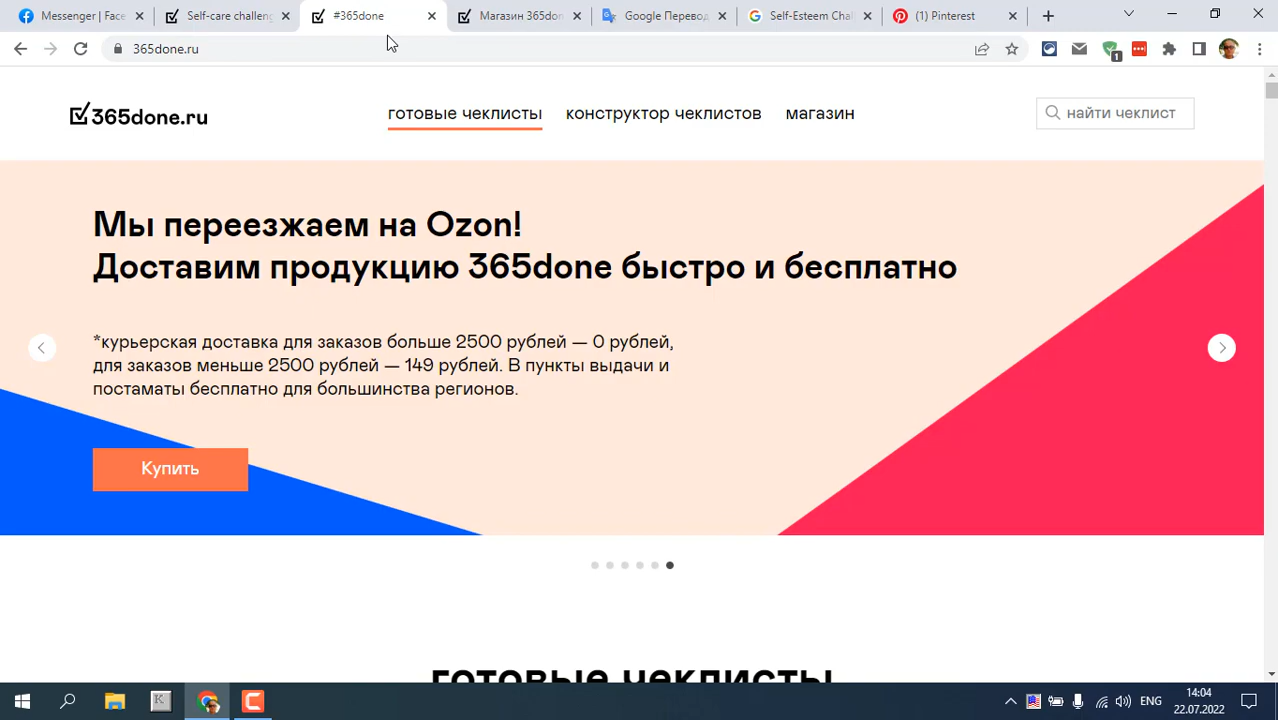 Messenger | Face
Self-care challeng
#365done
Магазин 365don
Google Перевод
Self-Esteem Chal
(1) Pinterest
365done.ru
1
365done.ru
готовые чеклисты
конструктор чеклистов
магазин
найти чеклист
Мы переезжаем на Ozon!
Доставим продукцию 365done быстро и бесплатно
*курьерская доставка для заказов больше 2500 рублей — 0 рублей,
для заказов меньше 2500 рублей — 149 рублей. В пункты выдачи и
постаматы бесплатно для большинства регионов.
Купить
готовые чеклисты
ENG
14:04
22.07.2022